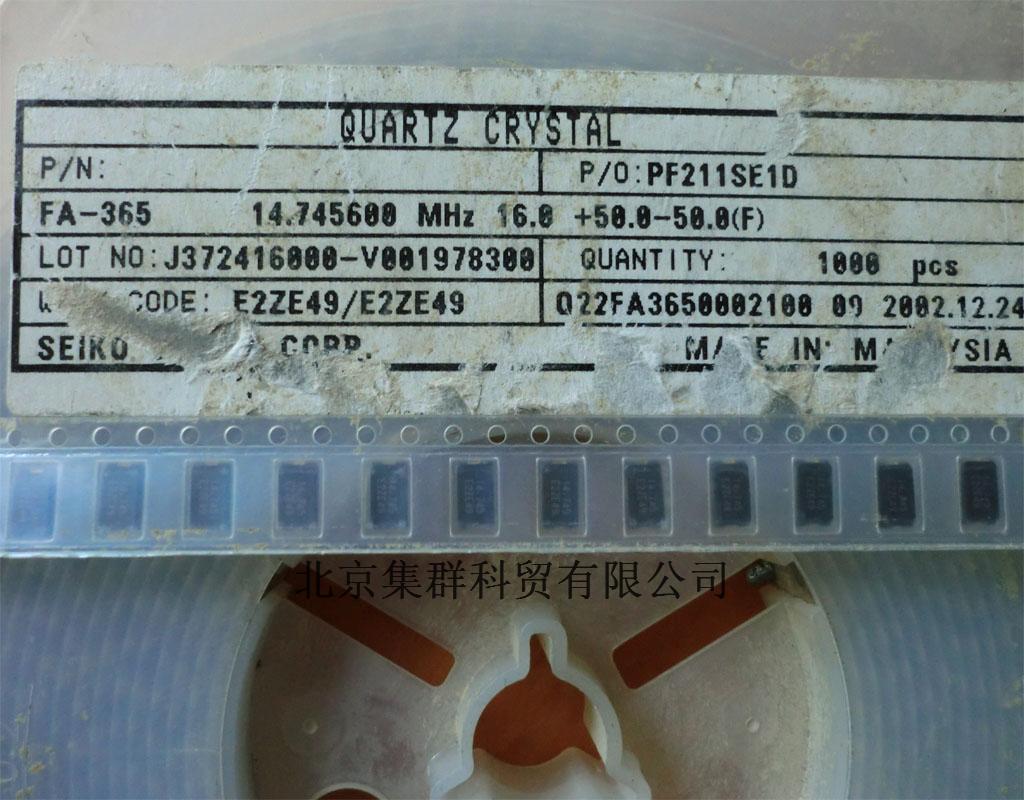 QUARTZ CRYSTAL
P/N: P/O:PF211SE1D
FA-365 14.745600 MHz 16.0 +50.0-50.0(F)
LOT NO:J372416000-V001978300 QUANTITY: 1000 pcs
CODE: E2ZE49/E2ZE49 Q22FA3650002100 00 2002.12.24
SEIKO CORP. IN:
北京集群科贸有限公司